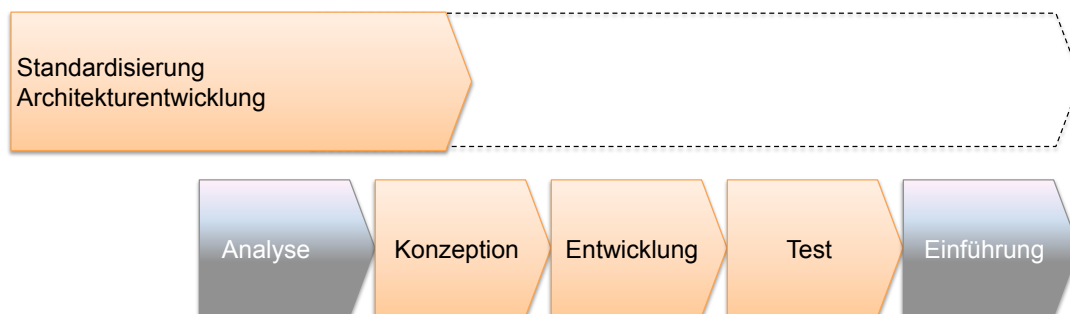 Standardisierung
Architekturentwicklung
Analyse
Konzeption
Entwicklung
Test
Einführung